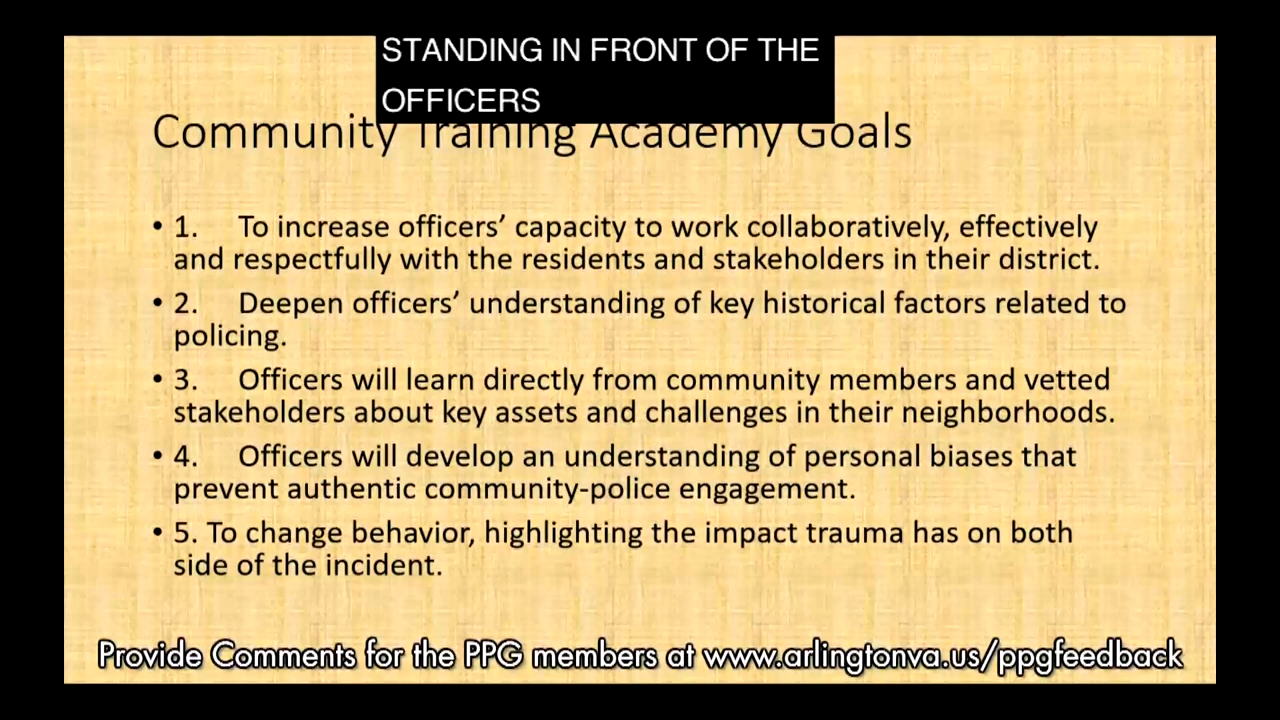 STANDING IN FRONT OF THE
OFFICERS
Community Training Academy Goals
• 1. To increase officers’ capacity to work collaboratively, effectively
and respectfully with the residents and stakeholders in their district.
• 2. Deepen officers’ understanding of key historical factors related to
policing.
• 3. Officers will learn directly from community members and vetted
stakeholders about key assets and challenges in their neighborhoods.
• 4. Officers will develop an understanding of personal biases that
prevent authentic community-police engagement.
• 5. To change behavior, highlighting the impact trauma has on both
side of the incident.
Provide Comments for the PPG members at www.arlingtonva.us/ppgfeedback